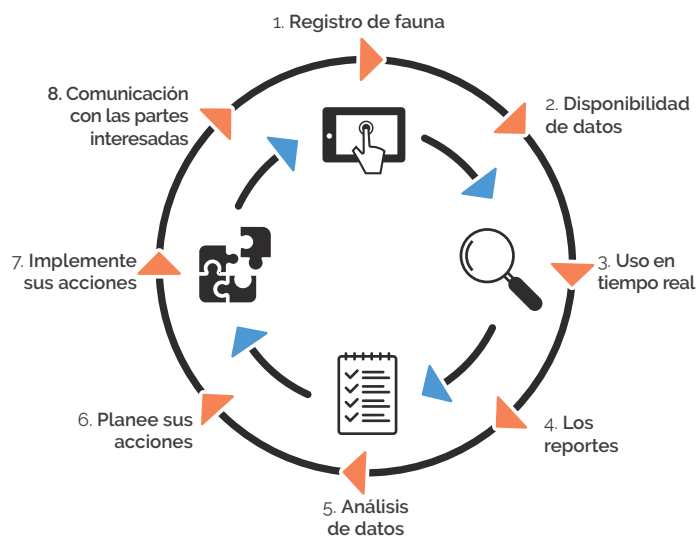 1. Registro de fauna
2. Disponibilidad
de datos
3. Uso en
tiempo real
4. Los
reportes
5. Análisis
de datos
6. Planee sus
acciones
7. Implemente
sus acciones
8. Comunicación
con las partes
interesadas